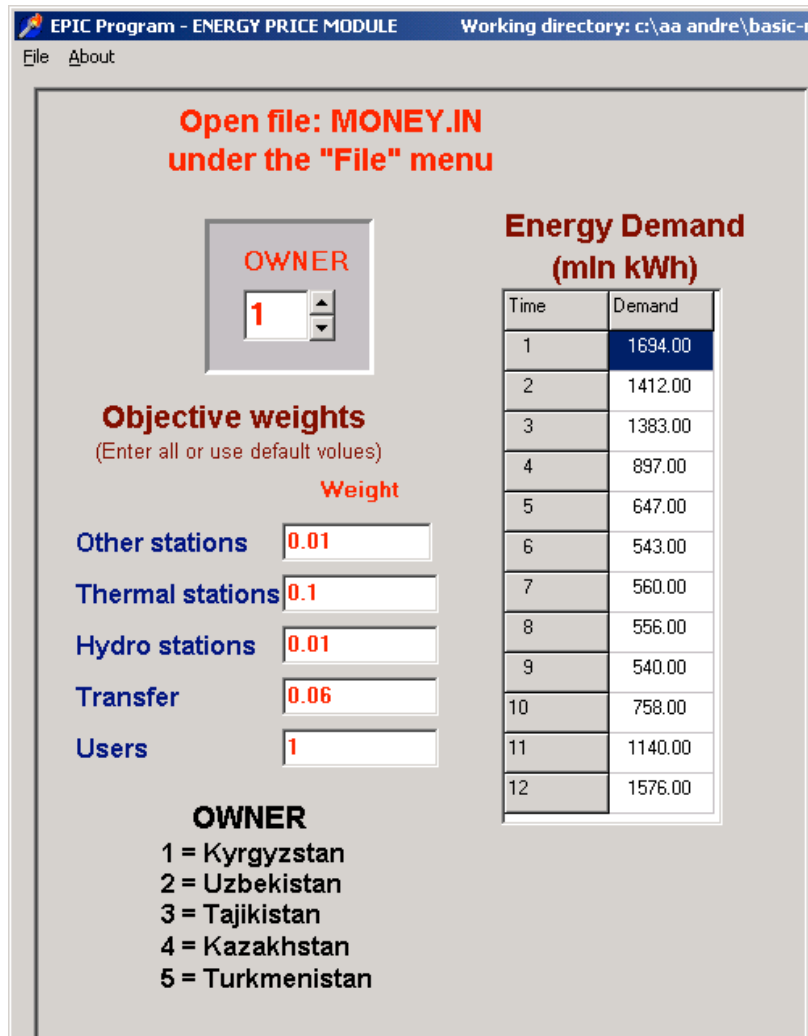 EPIC Program - ENERGY PRICE MODULE Working directory: c:\aa andre\basic-
File About
Open file: MONEY.IN
under the "File" menu
OWNER
1
Objective weights
(Enter all or use default volues)
Weight
Other stations 0.01
Thermal stations 0.1
Hydro stations 0.01
Transfer 0.06
Users 1
OWNER
1 = Kyrgyzstan
2 = Uzbekistan
3 = Tajikistan
4 = Kazakhstan
5 = Turkmenistan
Energy Demand
(mln kWh)
Time Demand
1 1694.00
2 1412.00
3 1383.00
4 897.00
5 647.00
6 543.00
7 560.00
8 556.00
9 540.00
10 758.00
11 1140.00
12 1576.00